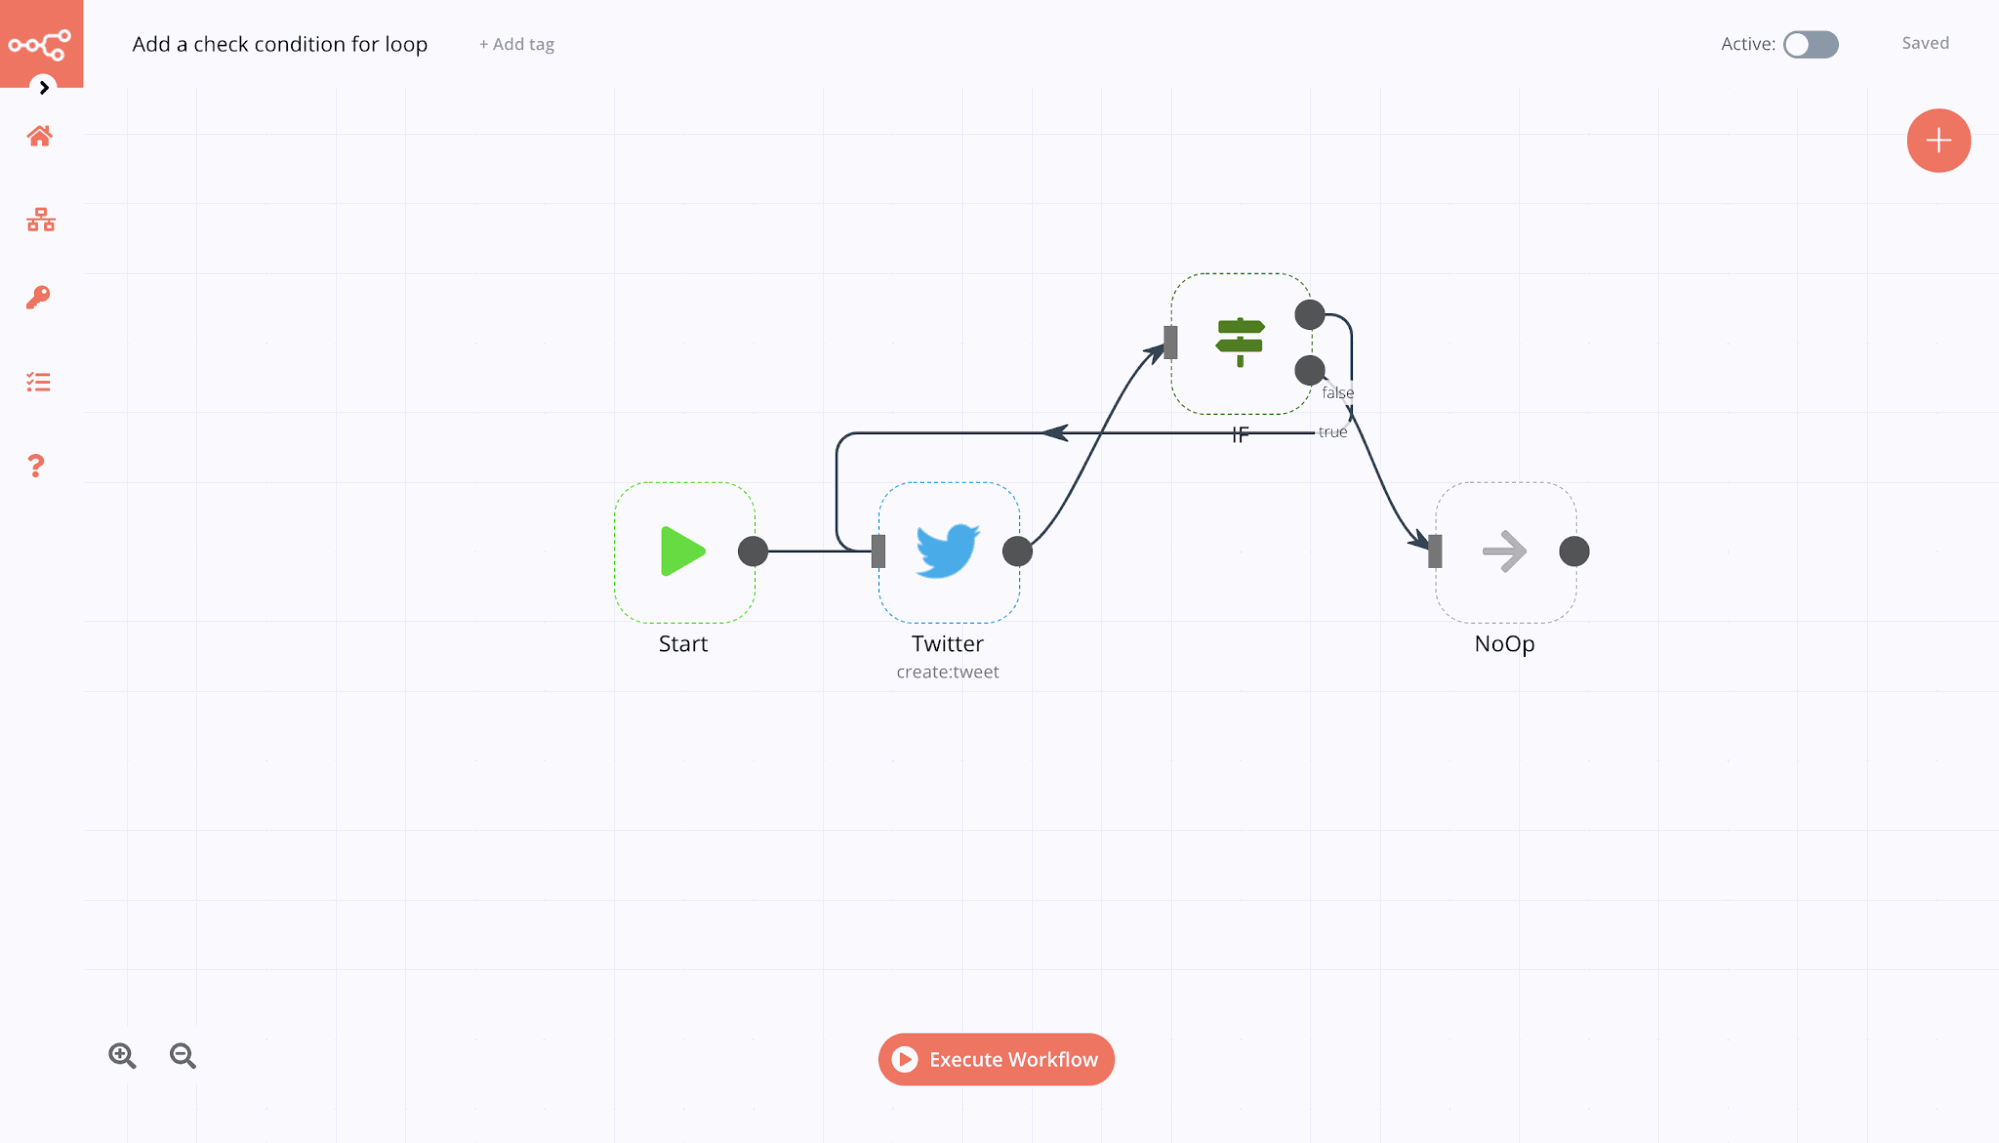 Add a check condition for loop
+ Add tag
Active:
Saved
false
true
IF
Start
Twitter
create:tweet
NoOp
Execute Workflow